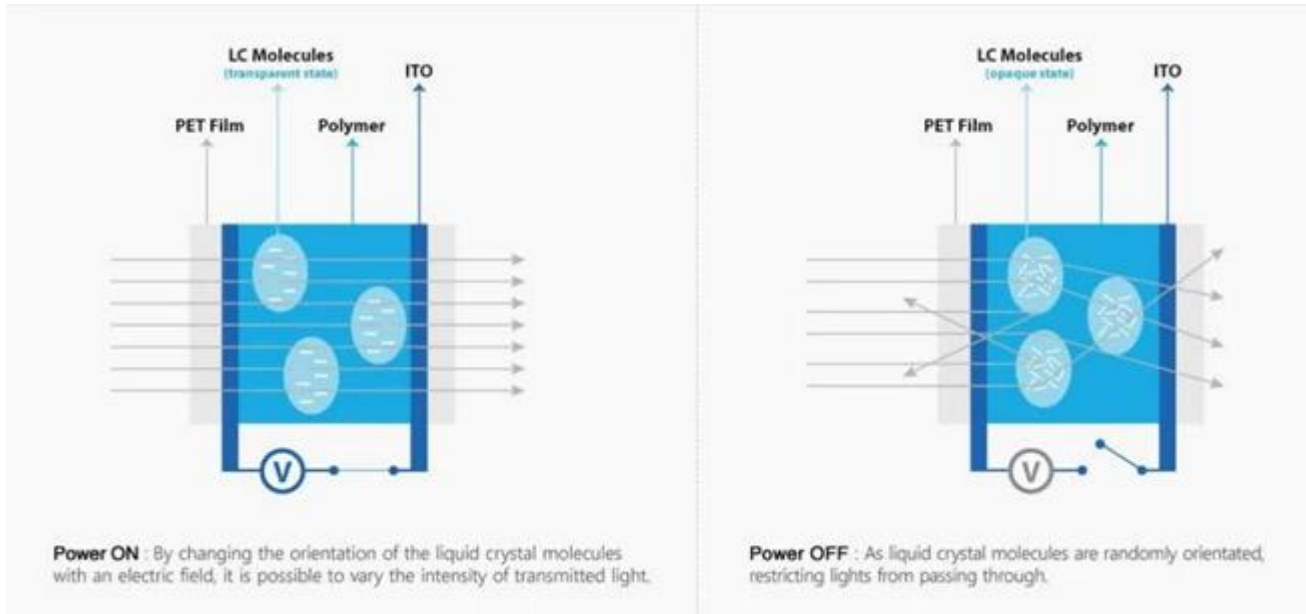 LC Molecules
(transparent state)
ITO
PET Film
Polymer
V
Power ON : By changing the orientation of the liquid crystal molecules
with an electric field, it is possible to vary the intensity of transmitted light.
LC Molecules
(opaque state)
ITO
PET Film
Polymer
V
Power OFF : As liquid crystal molecules are randomly orientated,
restricting lights from passing through.